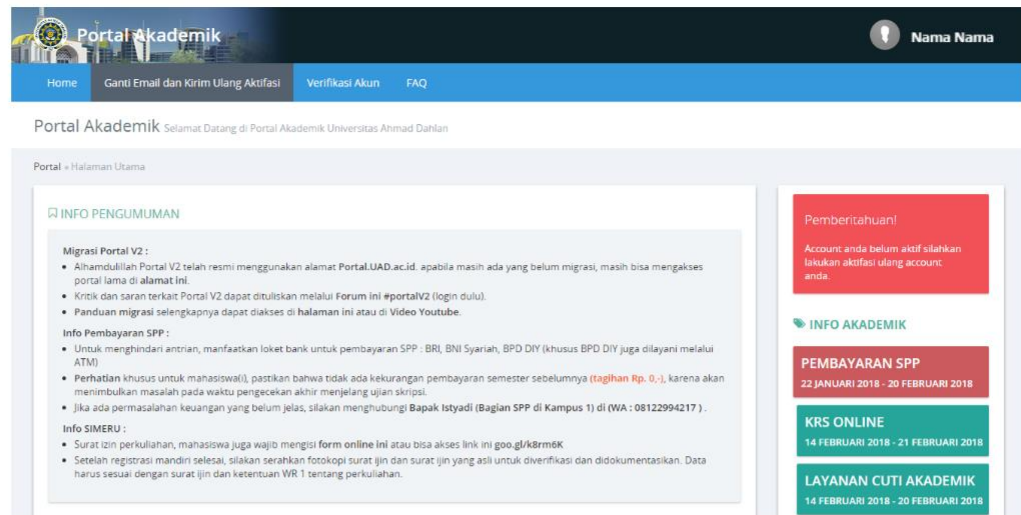 Portal Akademik
Nama Nama
Home Ganti Email dan Kirim Ulang Aktifasi Verifikasi Akun FAQ
Portal Akademik Selamat Datang di Portal Akademik Universitas Ahmad Dahlan
Portal » Halaman Utama
INFO PENGUMUMAN
Migrasi Portal V2 :
• Alhamdulillah Portal V2 telah resmi menggunakan alamat Portal.UAD.ac.id. apabila masih ada yang belum migrasi, masih bisa mengakses
portal lama di alamat ini.
• Kritik dan saran terkait Portal V2 dapat dituliskan melalui Forum ini #portalV2 (login dulu).
• Panduan migrasi selengkapnya dapat diakses di halaman ini atau di Video Youtube.
Info Pembayaran SPP :
• Untuk menghindari antrian, manfaatkan loket bank untuk pembayaran SPP : BRI, BNI Syariah, BPD DIY (khusus BPD DIY juga dilayani melalui
ATM)
• Perhatian khusus untuk mahasiswa(i), pastikan bahwa tidak ada kekurangan pembayaran semester sebelumnya (tagihan Rp. 0,-), karena akan
menimbulkan masalah pada waktu pengecekan akhir menjelang ujian skripsi.
• Jika ada permasalahan keuangan yang belum jelas, silakan menghubungi Bapak Istyadi (Bagian SPP di Kampus 1) di (WA : 08122994217 ) .
Info SIMERU :
• Surat izin perkuliahan, mahasiswa juga wajib mengisi form online ini atau bisa akses link ini goo.gl/k8rm6K
• Setelah registrasi mandiri selesai, silakan serahkan fotokopi surat ijin dan surat ijin yang asli untuk diverifikasi dan didokumentasikan. Data
harus sesuai dengan surat ijin dan ketentuan WR 1 tentang perkuliahan.
Pemberitahuan!
Account anda belum aktif silahkan
lakukan aktifasi ulang account
anda.
INFO AKADEMIK
PEMBAYARAN SPP
22 JANUARI 2018 - 20 FEBRUARI 2018
KRS ONLINE
14 FEBRUARI 2018 - 21 FEBRUARI 2018
LAYANAN CUTI AKADEMIK
14 FEBRUARI 2018 - 20 FEBRUARI 2018